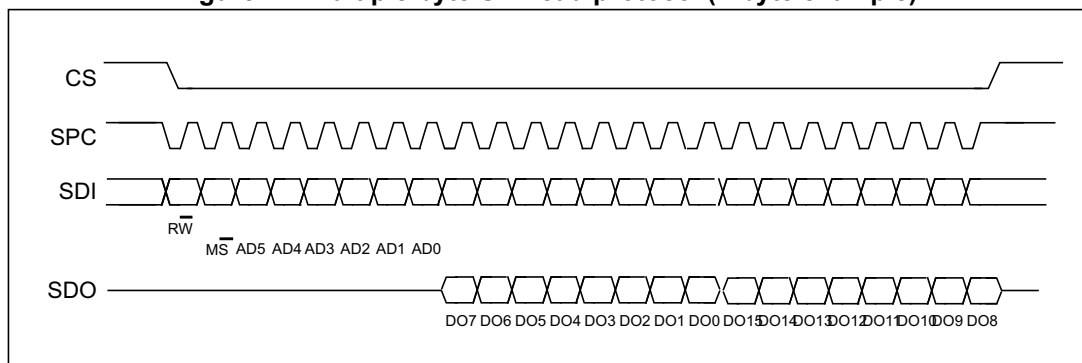 CS
SPC
SDI
RW
MS AD5 AD4 AD3 AD2 AD1 AD0
SDO
DO7 DO6 DO5 DO4 DO3 DO2 DO1 DO0 DO15 DO14 DO13 DO12 DO11 DO10 DO9 DO8